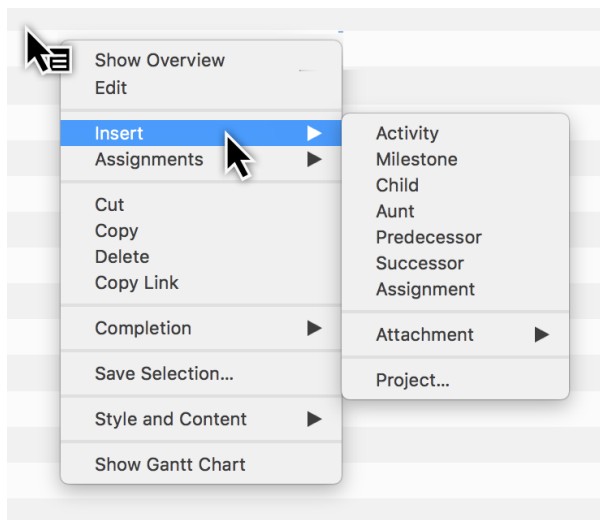 Show Overview
Edit
Insert
Assignments
Cut
Copy
Delete
Copy Link
Completion
Save Selection...
Style and Content
Show Gantt Chart
Activity
Milestone
Child
Aunt
Predecessor
Successor
Assignment
Attachment
Project...